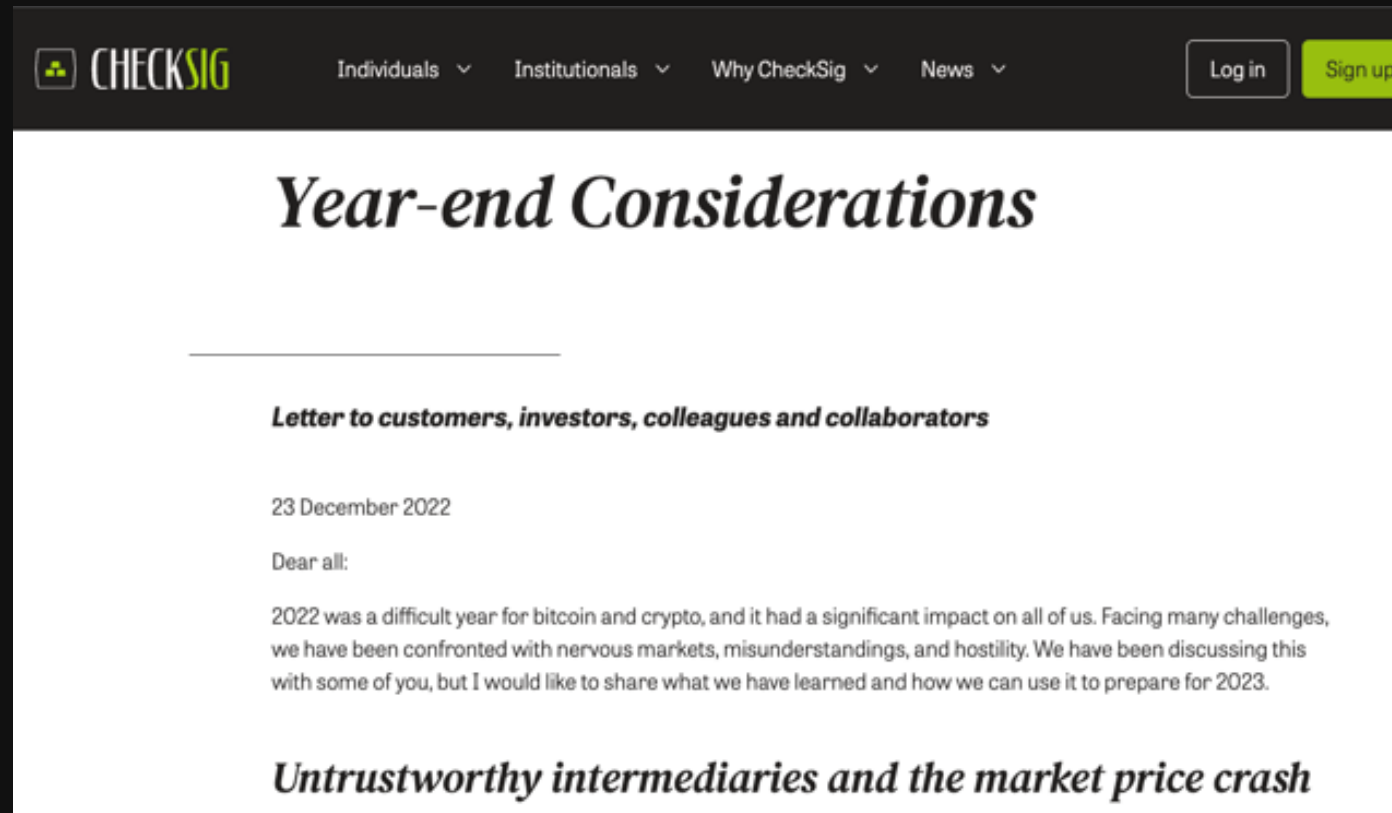 CHECKSIG
Individuals
Institutionals
Why CheckSig
News
Log in
Sign up
Year-end Considerations
Letter to customers, investors, colleagues and collaborators
23 December 2022
Dear all:
2022 was a difficult year for bitcoin and crypto, and it had a significant impact on all of us. Facing many challenges,
we have been confronted with nervous markets, misunderstandings, and hostility. We have been discussing this
with some of you, but I would like to share what we have learned and how we can use it to prepare for 2023.
Untrustworthy intermediaries and the market price crash